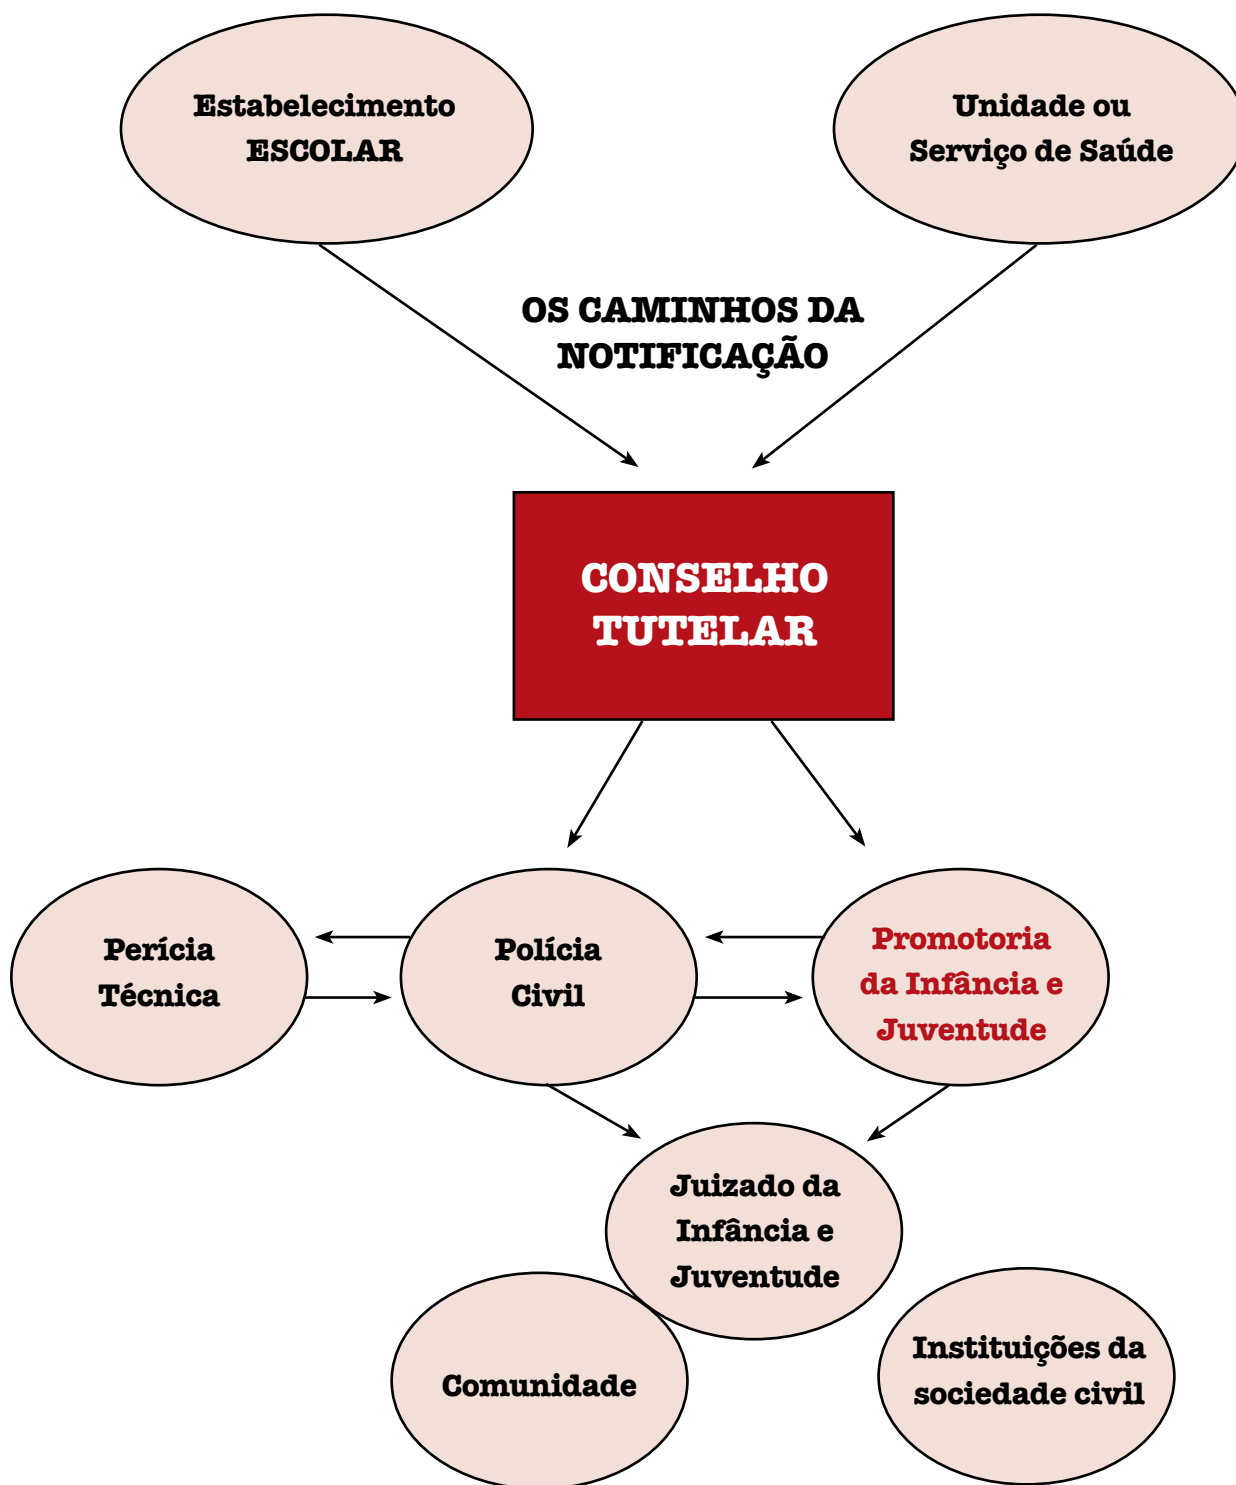 Estabelecimento
ESCOLAR
Unidade ou
Serviço de Saúde
OS CAMINHOS DA
NOTIFICAÇÃO
CONSELHO
TUTELAR
Perícia
Técnica
Polícia
Civil
Promotoria
da Infância e
Juventude
Juizado da
Infância e
Juventude
Comunidade
Instituições da
sociedade civil